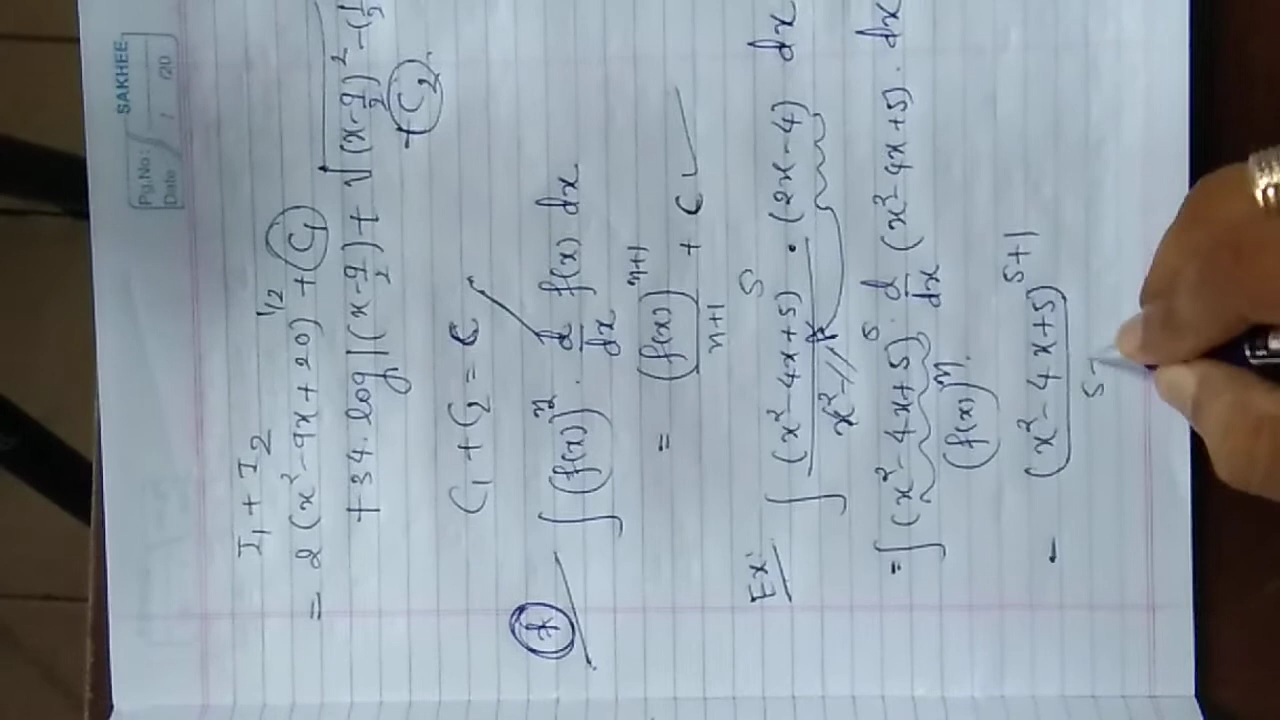 SAKHEE
Pg.No:
Date / /20
I₁ + I₂
= 2 (x² - 9x + 20)^1/2 + C₁
+ 34. log |(x - 9/2) + √(x - 9/2)² - (1/2
+ C₂.
C₁ + C₂ = C
* ∫ (f(x))ⁿ . d/dx f(x) dx
= (f(x))^n+1 / n+1 + C
Ex: ∫ (x² - 4x + 5)⁵ . (2x - 4) dx
= ∫ (x² - 4x + 5)⁵ . d/dx (x² - 4x + 5) . dx
(f(x))ⁿ.
(x² - 4x + 5)^5+1
5